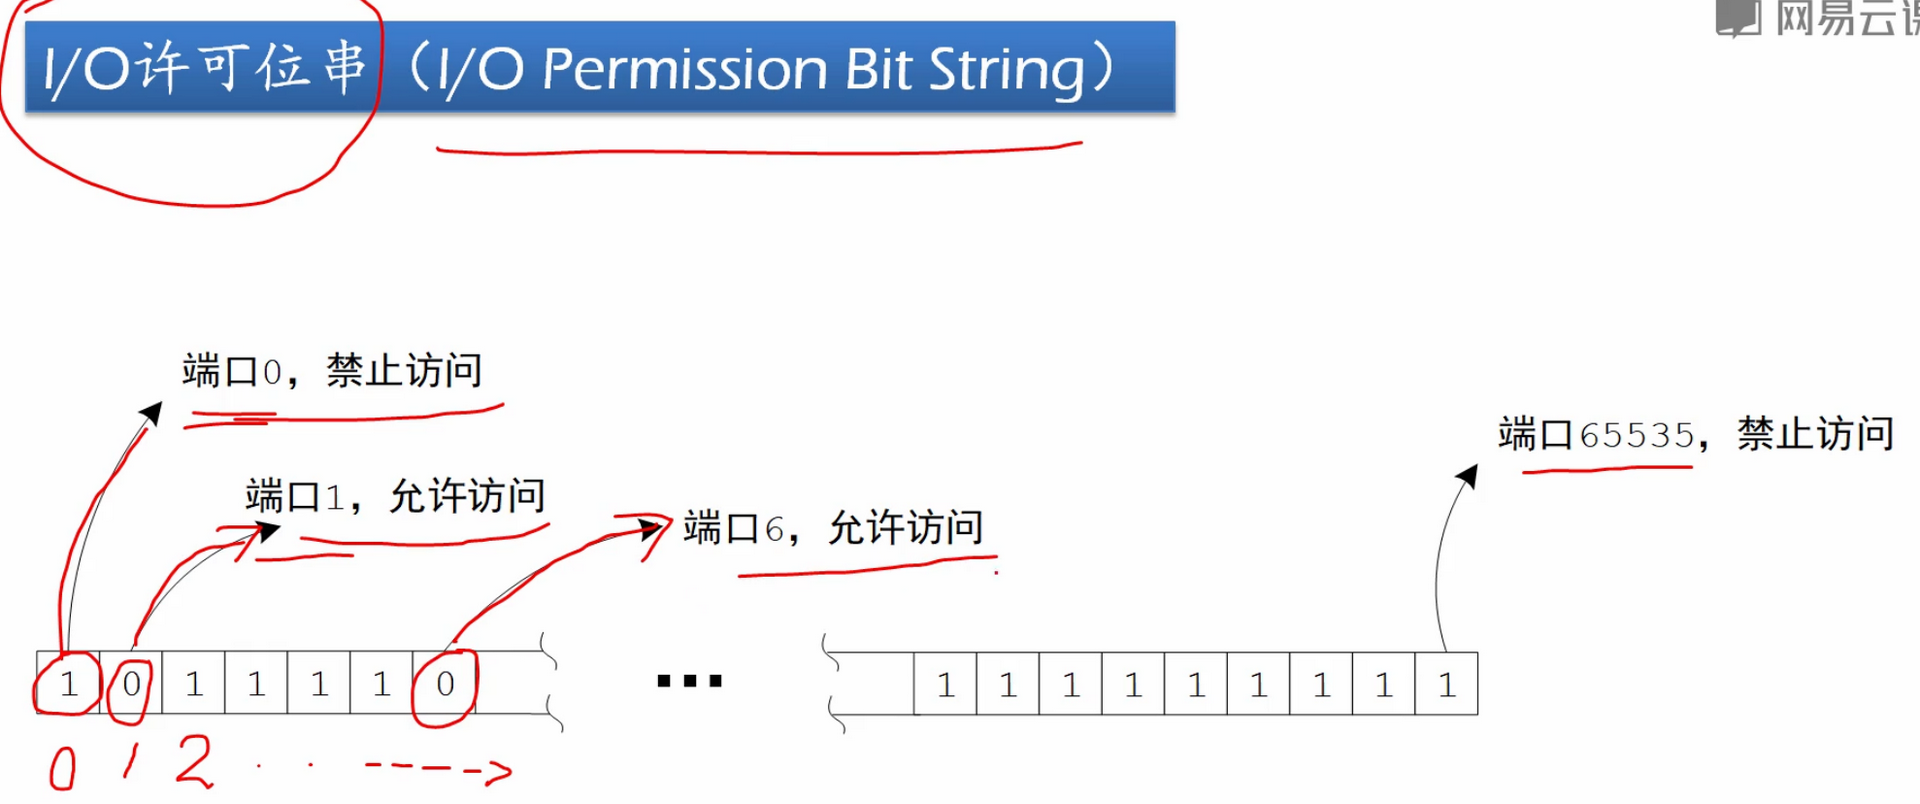 I/O许可位串（I/O Permission Bit String）
网易云课
端口0，禁止访问
端口65535，禁止访问
端口1，允许访问
端口6，允许访问
1 0 1 1 1 1 0 ... 1 1 1 1 1 1 1 1 1
0 1 2